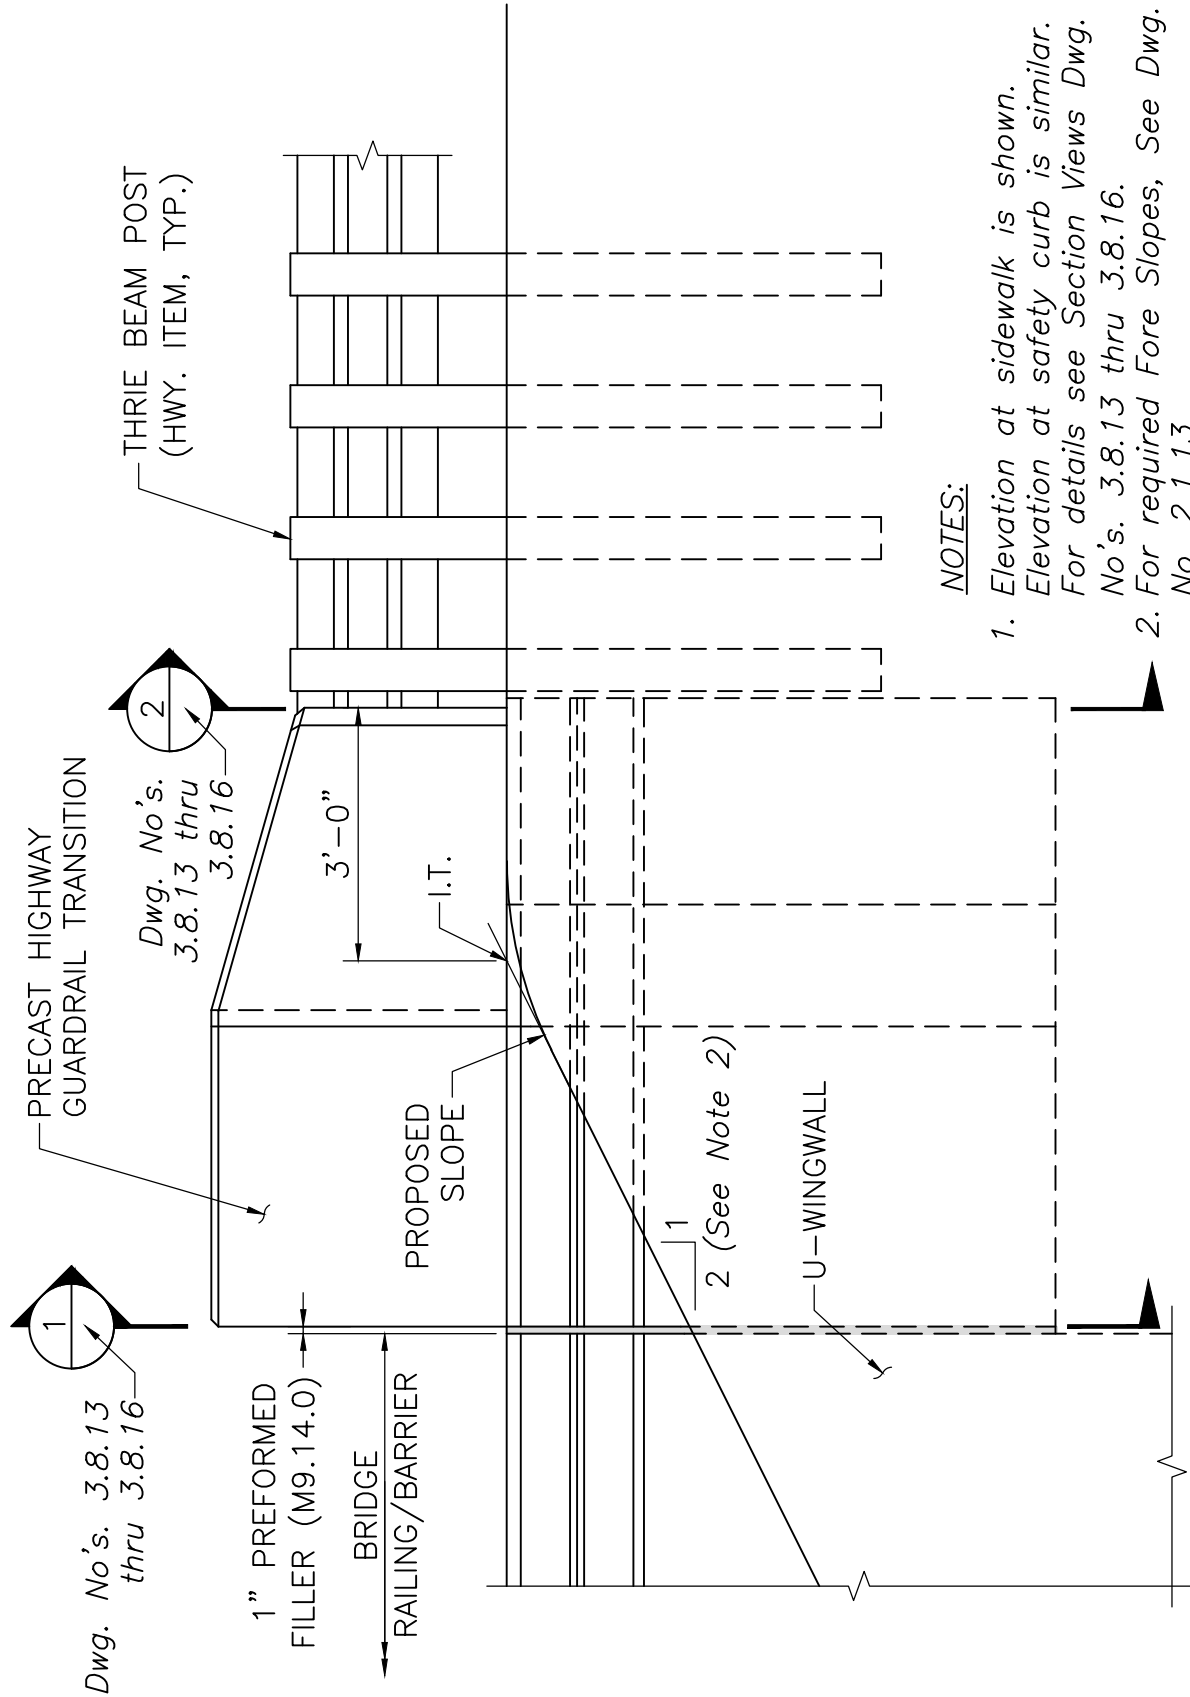 Dwg. No's. 3.8.13
thru 3.8.16
1
PRECAST HIGHWAY
GUARDRAIL TRANSITION
Dwg. No's.
3.8.13 thru
3.8.16
2
THRIE BEAM POST
(HWY. ITEM, TYP.)
1" PREFORMED
FILLER (M9.14.0)
BRIDGE
RAILING/BARRIER
3'-0"
I.T.
PROPOSED
SLOPE
1
2 (See Note 2)
U-WINGWALL
NOTES:
1. Elevation at sidewalk is shown.
Elevation at safety curb is similar.
For details see Section Views Dwg.
No's. 3.8.13 thru 3.8.16.
2. For required Fore Slopes, See Dwg.
No. 2.1.13